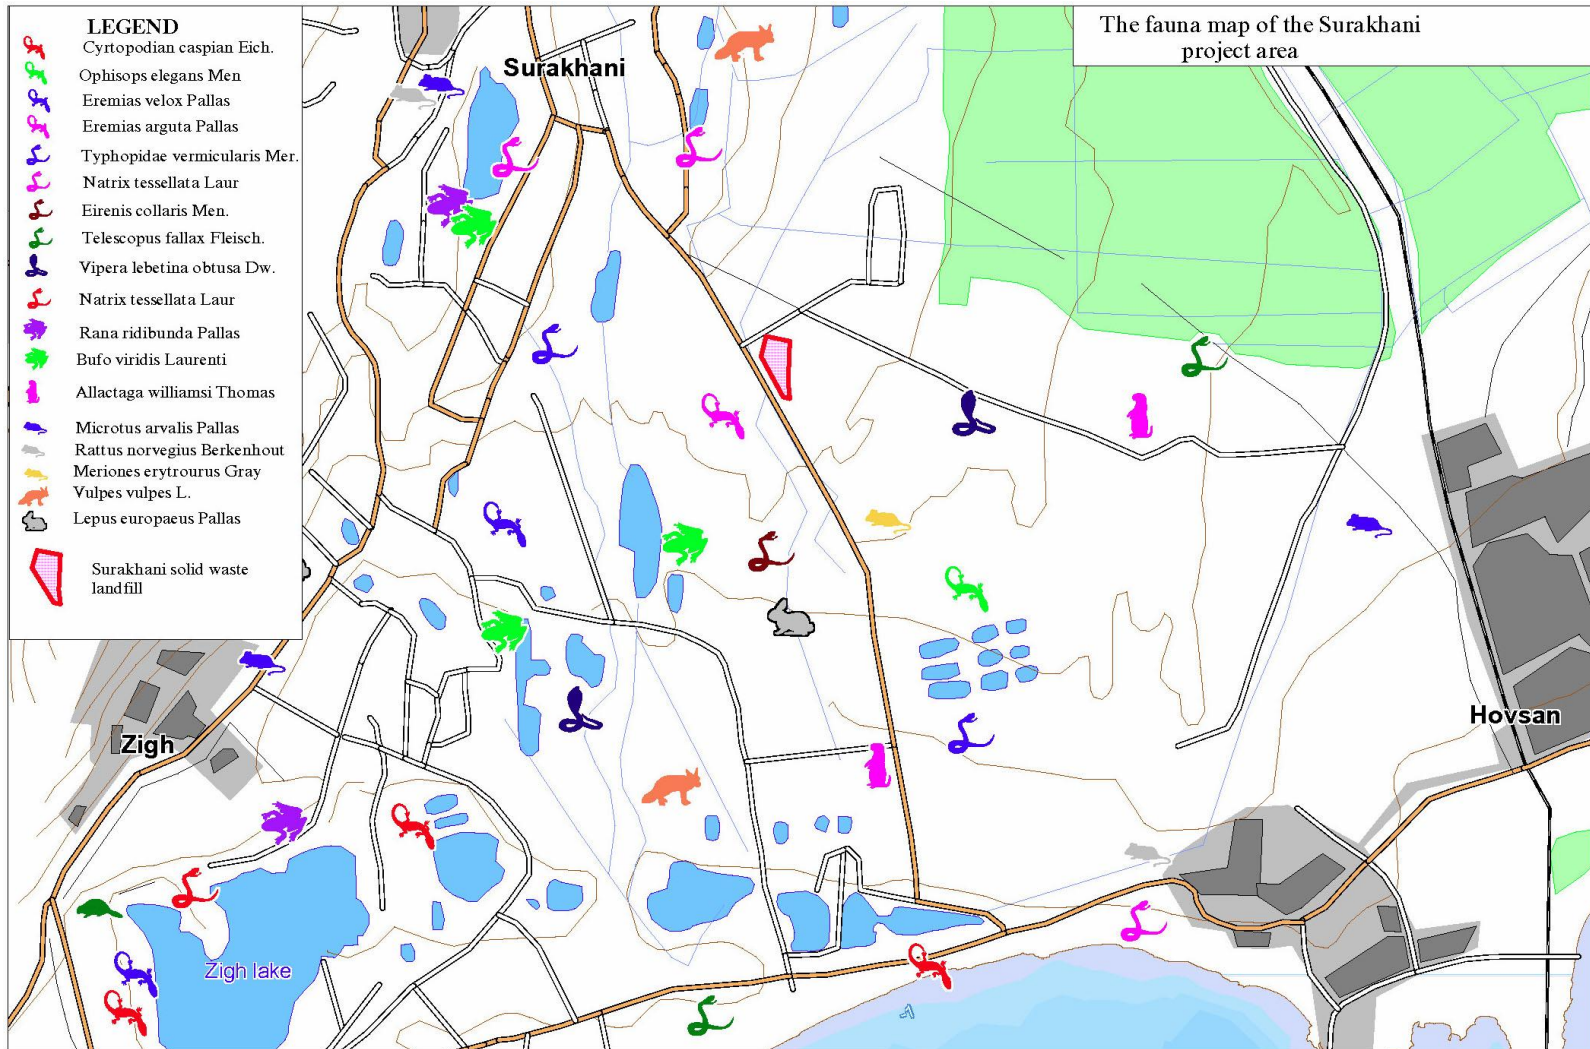 LEGEND
Cyrtopodian caspian Eich.
Ophisops elegans Men
Eremias velox Pallas
Eremias arguta Pallas
Typhopidae vermicularis Mer.
Natrix tessellata Laur
Eirenis collaris Men.
Telescopus fallax Fleisch.
Vipera lebetina obtusa Dw.
Natrix tessellata Laur
Rana ridibunda Pallas
Bufo viridis Laurenti
Allactaga williamsi Thomas
Microtus arvalis Pallas
Rattus norvegius Berkenhout
Meriones erytrourus Gray
Vulpes vulpes L.
Lepus europaeus Pallas
Surakhani solid waste
landfill
The fauna map of the Surakhani
project area
Surakhani
Zigh
Hovsan
Zigh lake